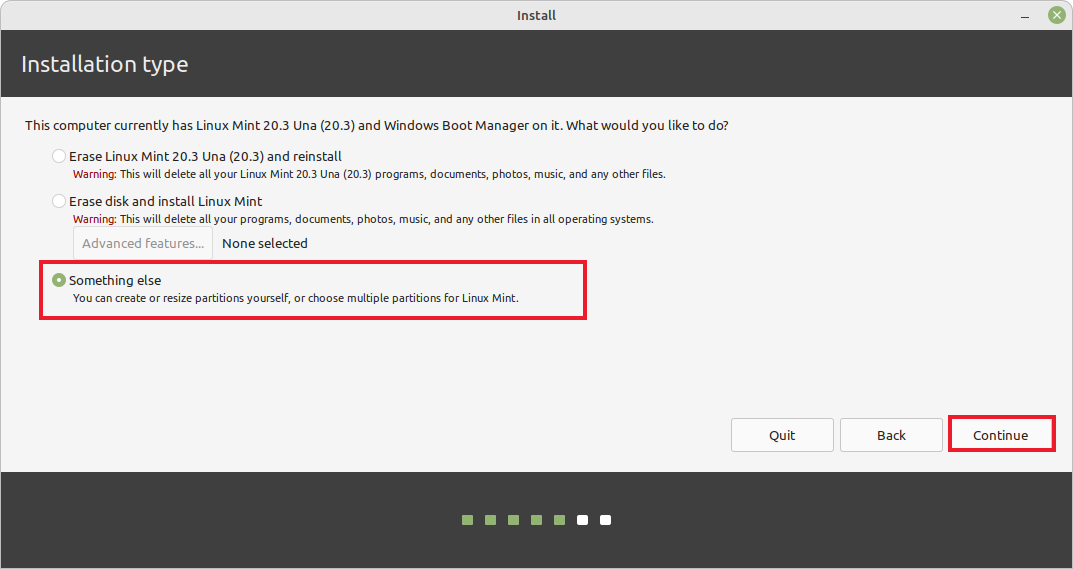 Install
Installation type
This computer currently has Linux Mint 20.3 Una (20.3) and Windows Boot Manager on it. What would you like to do?
Erase Linux Mint 20.3 Una (20.3) and reinstall
Warning: This will delete all your Linux Mint 20.3 Una (20.3) programs, documents, photos, music, and any other files.
Erase disk and install Linux Mint
Warning: This will delete all your programs, documents, photos, music, and any other files in all operating systems.
Advanced features... None selected
Something else
You can create or resize partitions yourself, or choose multiple partitions for Linux Mint.
Quit Back Continue